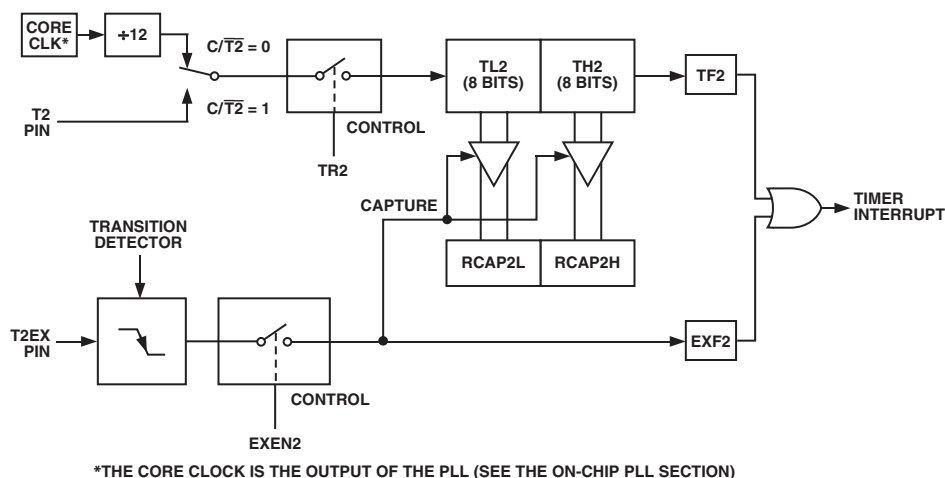 CORE
CLK*
÷12
C/T2̅ = 0
C/T2̅ = 1
T2
PIN
CONTROL
TR2
TL2
(8 BITS)
TH2
(8 BITS)
TF2
CAPTURE
TIMER
INTERRUPT
TRANSITION
DETECTOR
RCAP2L
RCAP2H
T2EX
PIN
EXF2
CONTROL
EXEN2
*THE CORE CLOCK IS THE OUTPUT OF THE PLL (SEE THE ON-CHIP PLL SECTION)